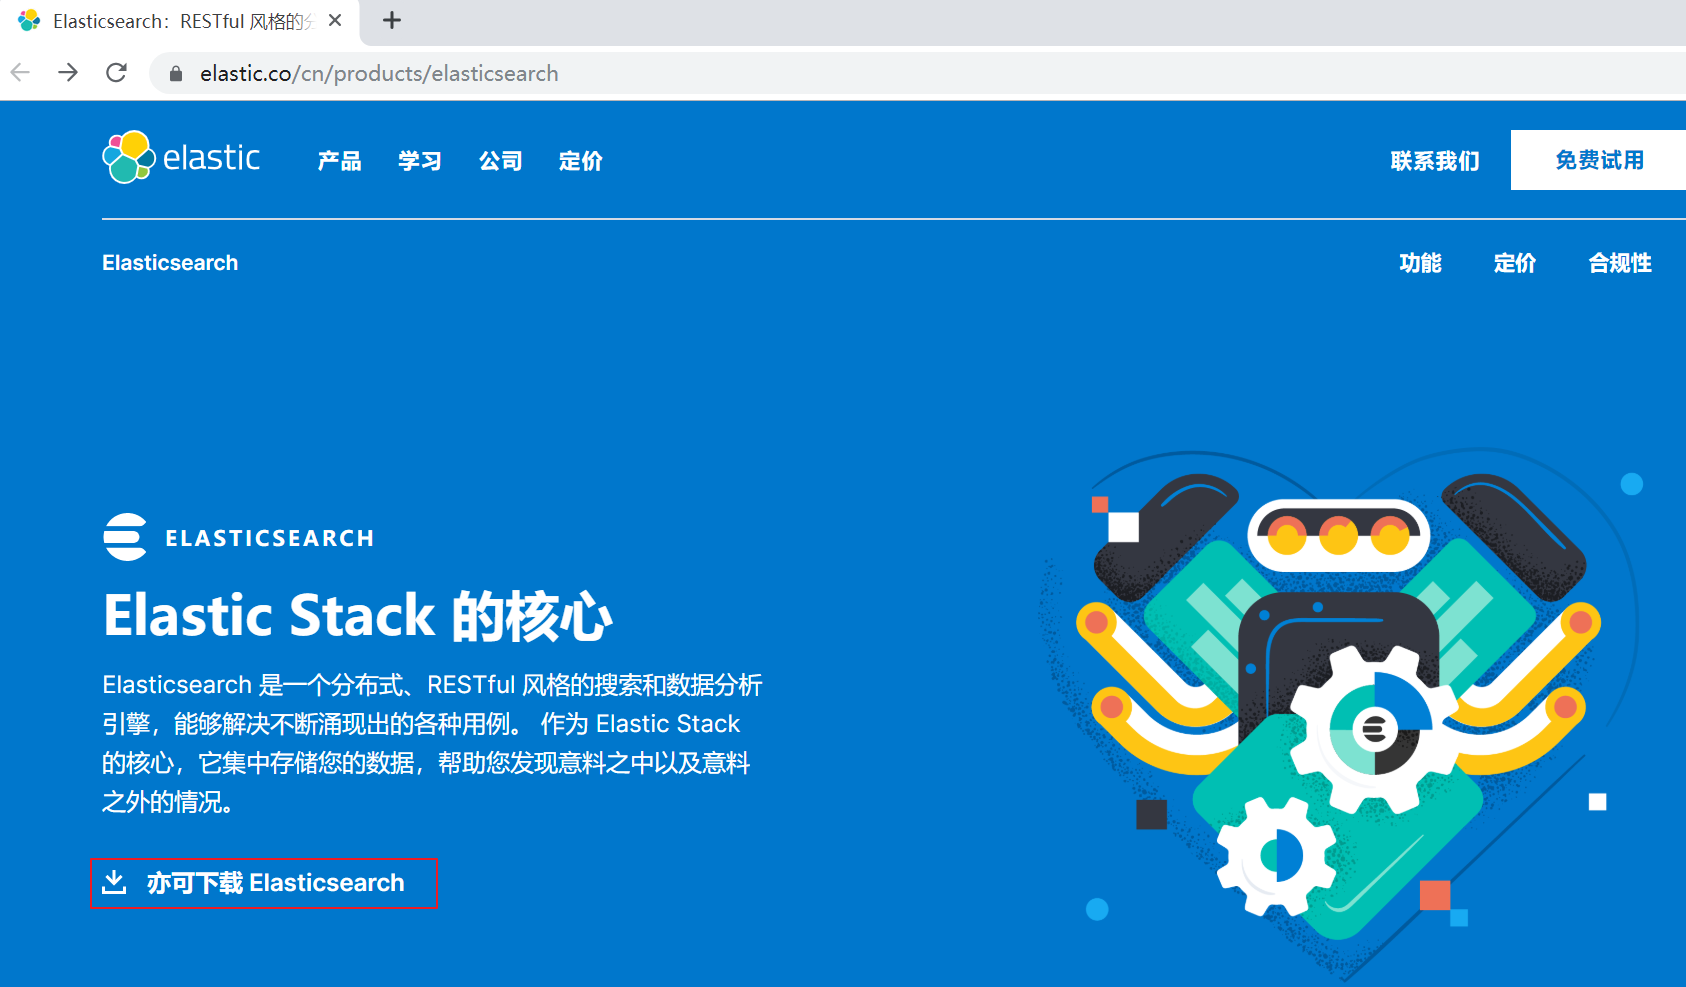 Elasticsearch：RESTful 风格的分
elastic.co/cn/products/elasticsearch
elastic 产品 学习 公司 定价 联系我们 免费试用
Elasticsearch 功能 定价 合规性
ELASTICSEARCH
Elastic Stack 的核心
Elasticsearch 是一个分布式、RESTful 风格的搜索和数据分析
引擎，能够解决不断涌现出的各种用例。 作为 Elastic Stack
的核心，它集中存储您的数据，帮助您发现意料之中以及意料
之外的情况。
亦可下载 Elasticsearch